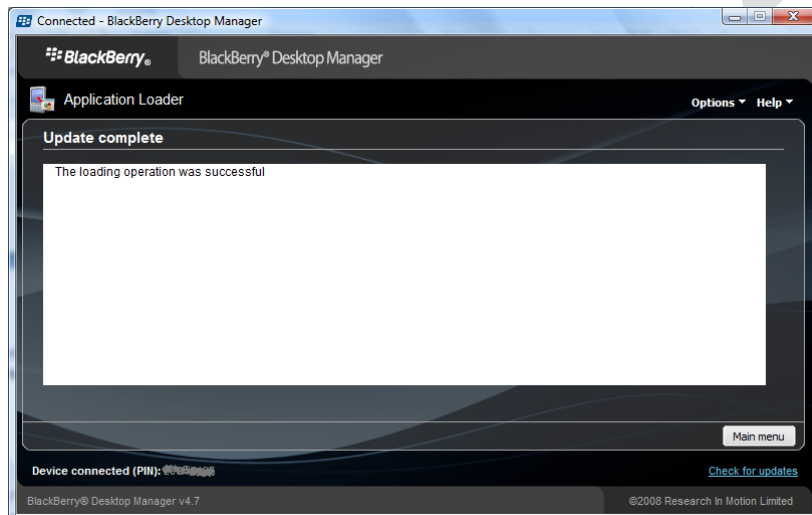 Connected - BlackBerry Desktop Manager
BlackBerry® BlackBerry® Desktop Manager
Application Loader Options Help
Update complete
The loading operation was successful
Main menu
Device connected (PIN): Check for updates
BlackBerry® Desktop Manager v4.7 ©2008 Research In Motion Limited